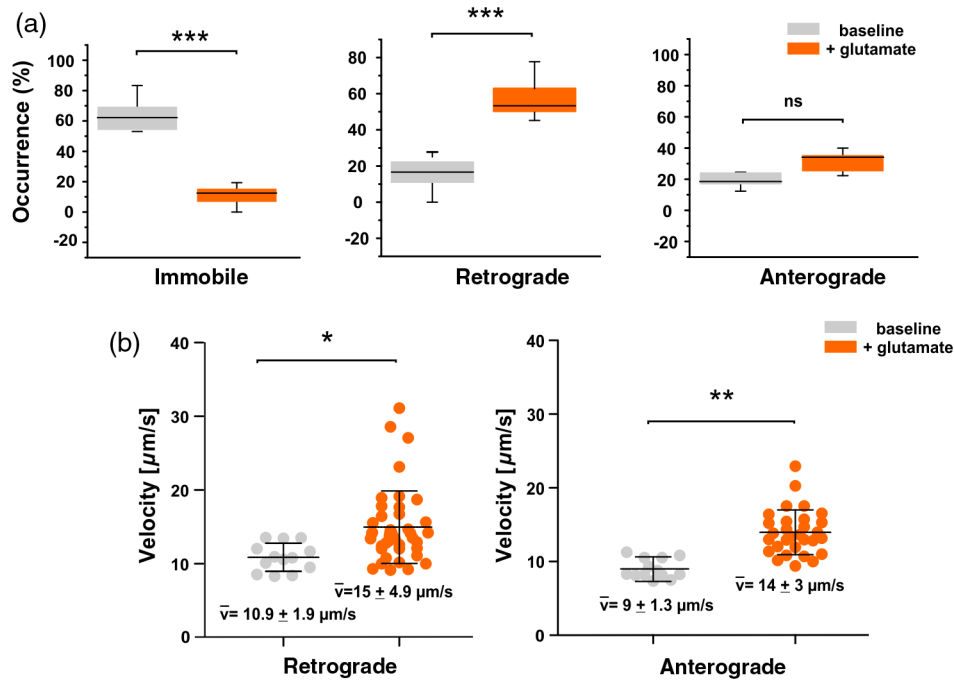 (a)
baseline
+ glutamate
Occurrence (%)
***
100
80
60
40
20
0
-20
Immobile
***
80
60
40
20
0
-20
Retrograde
ns
100
80
60
40
20
0
-20
Anterograde
(b)
baseline
+ glutamate
Velocity [µm/s]
*
40
30
20
10
0
v̅= 10.9 ± 1.9 µm/s
v̅=15 ± 4.9 µm/s
Retrograde
Velocity [µm/s]
**
40
30
20
10
0
v̅= 9 ± 1.3 µm/s
v̅= 14 ± 3 µm/s
Anterograde